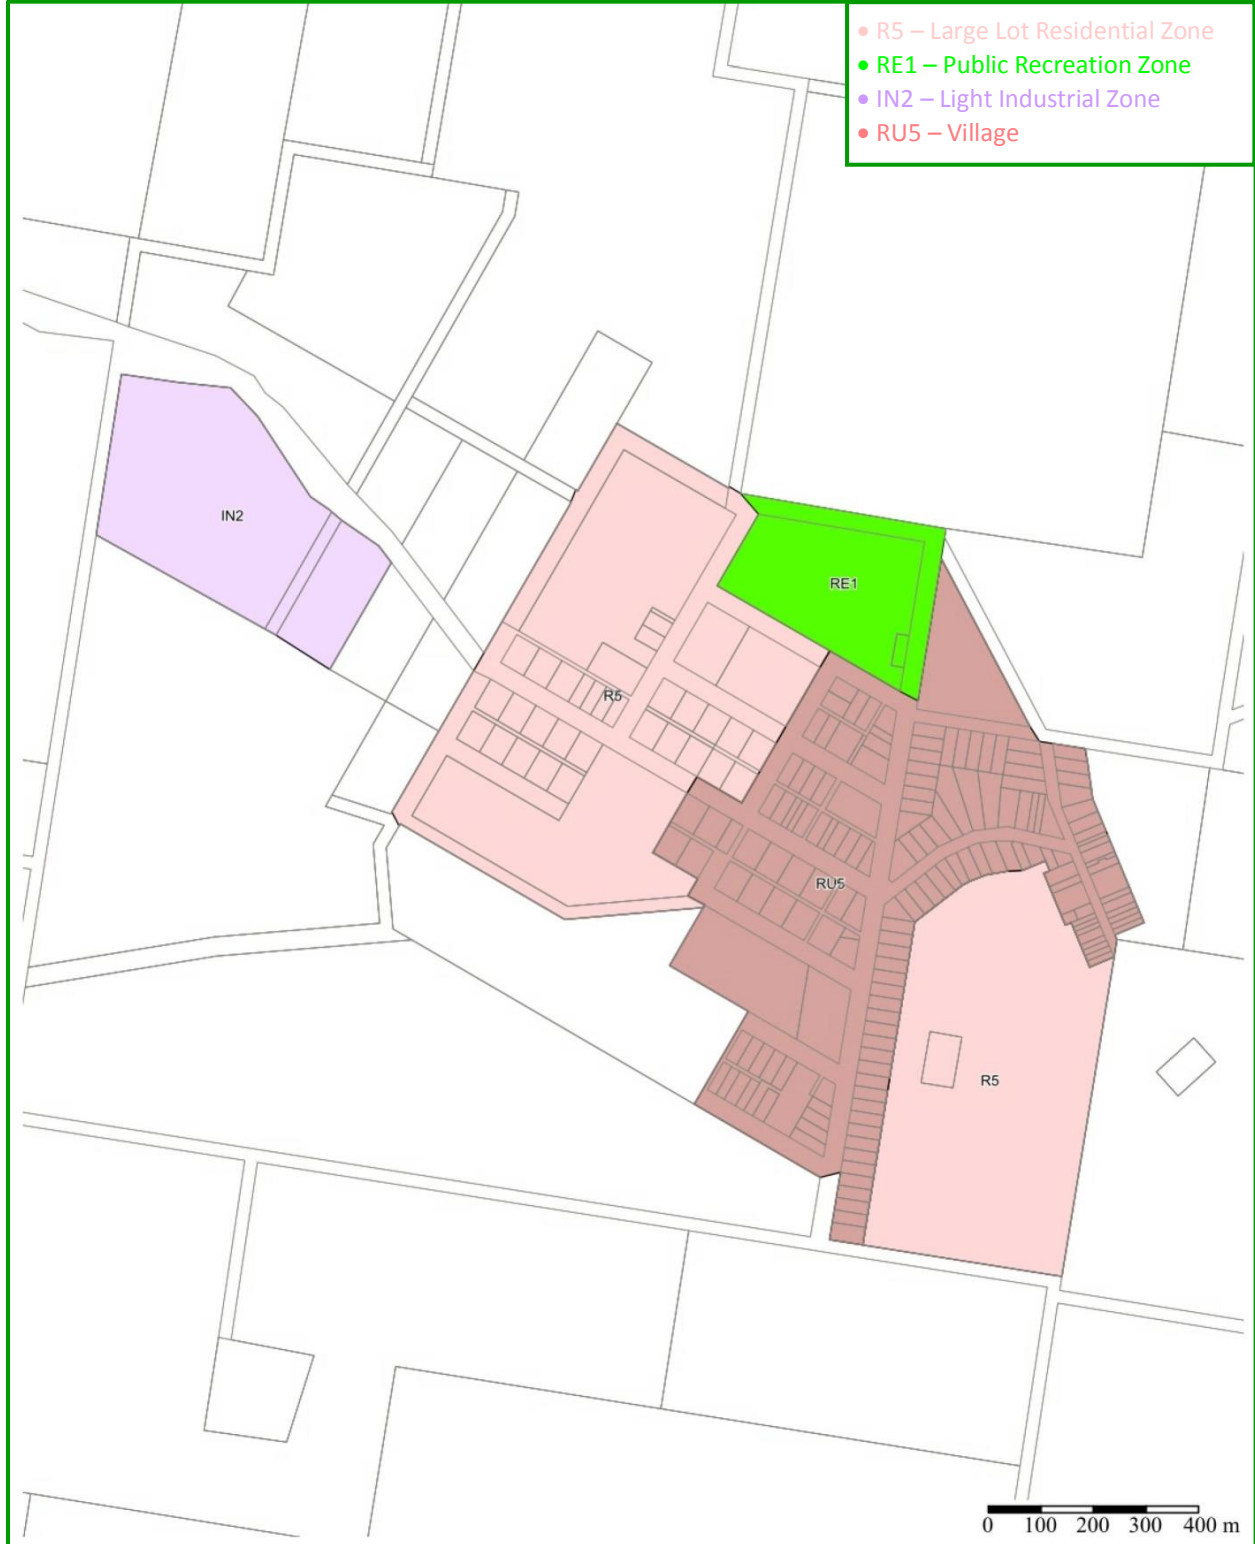 • R5 – Large Lot Residential Zone
• RE1 – Public Recreation Zone
• IN2 – Light Industrial Zone
• RU5 – Village
IN2
RE1
R5
RU5
R5
0 100 200 300 400 m